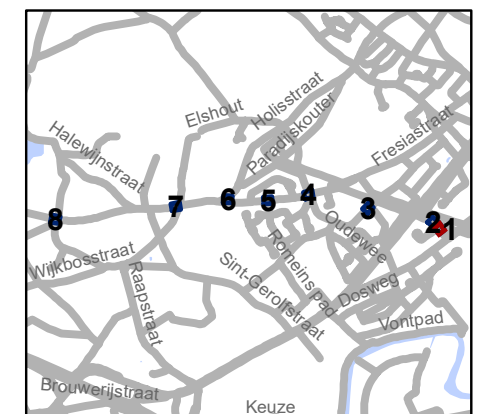 Holisstraat
Elshout
Paradijskouter
Fresiastraat
Halewijnstraat
8
7
6
5
4
3
2
1
Oudewee
Wijkbosstraat
Romeinspad
Sint-Gerolfstraat
Raapstraat
Dosweg
Vontpad
Brouwerijstraat
Keuze